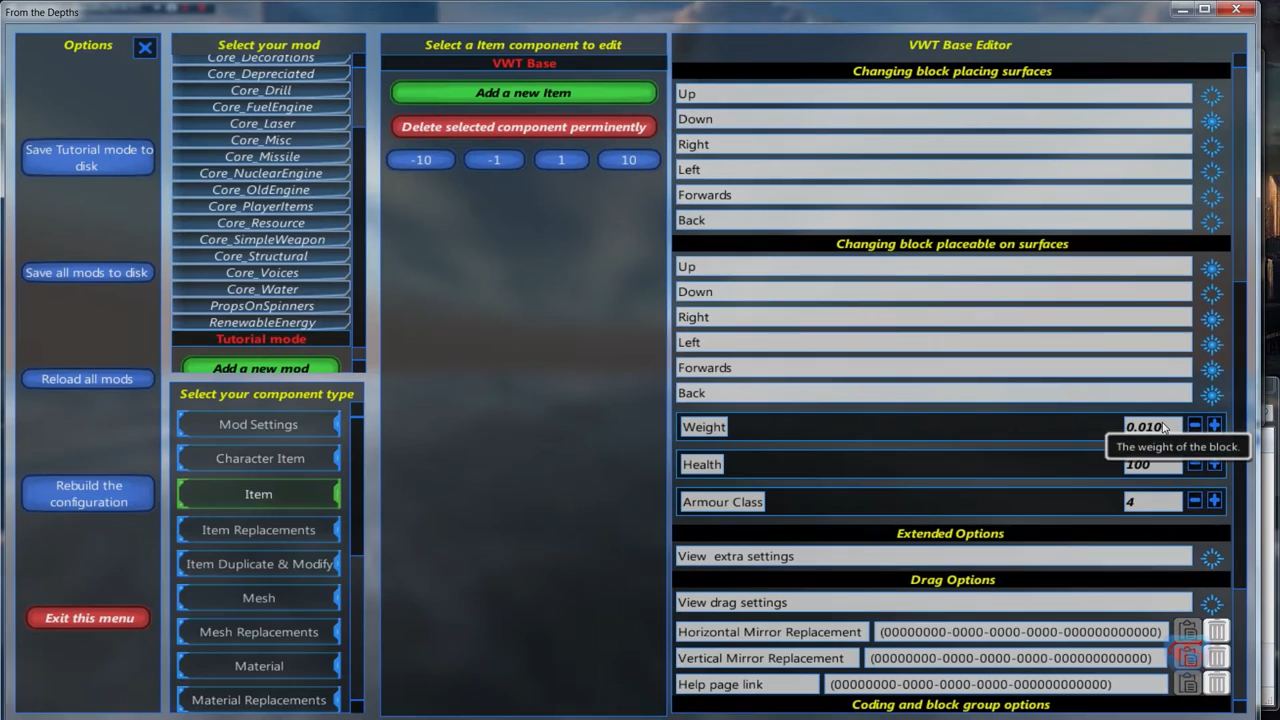 From the Depths
Options
Save Tutorial mode to
disk
Save all mods to disk
Reload all mods
Rebuild the
configuration
Exit this menu
Select your mod
Core_Decorations
Core_Depreciated
Core_Drill
Core_FuelEngine
Core_Laser
Core_Misc
Core_Missile
Core_NuclearEngine
Core_OldEngine
Core_PlayerItems
Core_Resource
Core_SimpleWeapon
Core_Structural
Core_Voices
Core_Water
PropsOnSpinners
RenewableEnergy
Tutorial mode
Add a new mod
Select your component type
Mod Settings
Character Item
Item
Item Replacements
Item Duplicate & Modify
Mesh
Mesh Replacements
Material
Material Replacements
Select a Item component to edit
VWT Base
Add a new Item
Delete selected component perminently
-10 -1 1 10
VWT Base Editor
Changing block placing surfaces
Up
Down
Right
Left
Forwards
Back
Changing block placeable on surfaces
Up
Down
Right
Left
Forwards
Back
Weight 0.010
The weight of the block.
Health 100
Armour Class 4
Extended Options
View extra settings
Drag Options
View drag settings
Horizontal Mirror Replacement (00000000-0000-0000-0000-000000000000)
Vertical Mirror Replacement (00000000-0000-0000-0000-000000000000)
Help page link (00000000-0000-0000-0000-000000000000)
Coding and block group options